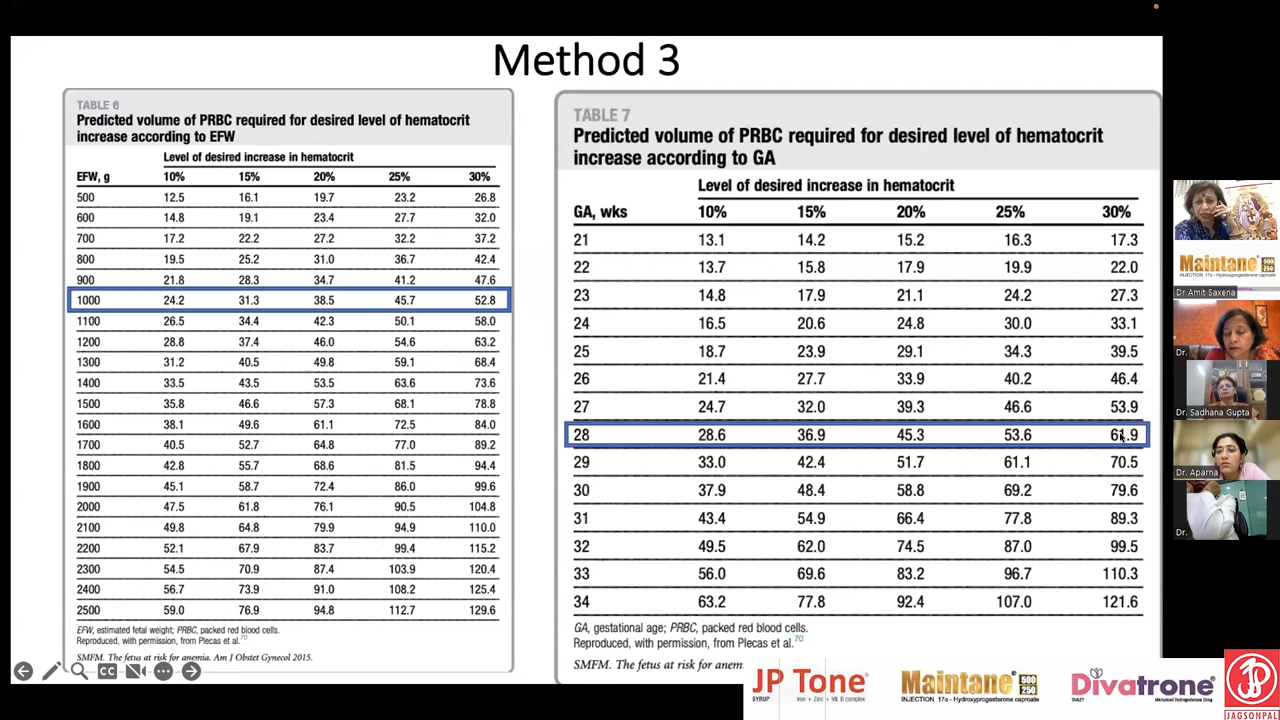 Method 3
TABLE 6
Predicted volume of PRBC required for desired level of hematocrit
increase according to EFW
Level of desired increase in hematocrit
EFW, g 10% 15% 20% 25% 30%
500 12.5 16.1 19.7 23.2 26.8
600 14.8 19.1 23.4 27.7 32.0
700 17.2 22.2 27.2 32.2 37.2
800 19.5 25.2 31.0 36.7 42.4
900 21.8 28.3 34.7 41.2 47.6
1000 24.2 31.3 38.5 45.7 52.8
1100 26.5 34.4 42.3 50.1 58.0
1200 28.8 37.4 46.0 54.6 63.2
1300 31.2 40.5 49.8 59.1 68.4
1400 33.5 43.5 53.5 63.6 73.6
1500 35.8 46.6 57.3 68.1 78.8
1600 38.1 49.6 61.1 72.5 84.0
1700 40.5 52.7 64.8 77.0 89.2
1800 42.8 55.7 68.6 81.5 94.4
1900 45.1 58.7 72.4 86.0 99.6
2000 47.5 61.8 76.1 90.5 104.8
2100 49.8 64.8 79.9 94.9 110.0
2200 52.1 67.9 83.7 99.4 115.2
2300 54.5 70.9 87.4 103.9 120.4
2400 56.7 73.9 91.0 108.2 125.4
2500 59.0 76.9 94.8 112.7 129.6
EFW, estimated fetal weight; PRBC, packed red blood cells.
Reproduced, with permission, from Plecas et al.70
SMFM. The fetus at risk for anemia. Am J Obstet Gynecol 2015.
TABLE 7
Predicted volume of PRBC required for desired level of hematocrit
increase according to GA
Level of desired increase in hematocrit
GA, wks 10% 15% 20% 25% 30%
21 13.1 14.2 15.2 16.3 17.3
22 13.7 15.8 17.9 19.9 22.0
23 14.8 17.9 21.1 24.2 27.3
24 16.5 20.6 24.8 30.0 33.1
25 18.7 23.9 29.1 34.3 39.5
26 21.4 27.7 33.9 40.2 46.4
27 24.7 32.0 39.3 46.6 53.9
28 28.6 36.9 45.3 53.6 61.9
29 33.0 42.4 51.7 61.1 70.5
30 37.9 48.4 58.8 69.2 79.6
31 43.4 54.9 66.4 77.8 89.3
32 49.5 62.0 74.5 87.0 99.5
33 56.0 69.6 83.2 96.7 110.3
34 63.2 77.8 92.4 107.0 121.6
GA, gestational age; PRBC, packed red blood cells.
Reproduced, with permission, from Plecas et al.70
SMFM. The fetus at risk for anem
CC
Maintane 500 250
INJECTION 17α - Hydroxyprogesterone caproate
Dr Amit Saxena
Dr.
Dr. Sadhana Gupta
Dr. Aparna
Dr.
JP Tone
SYRUP Iron + Zinc + Vit. B complex
Maintane 500 250
INJECTION 17α - Hydroxyprogesterone caproate
Divatrone
JAGSONPAL